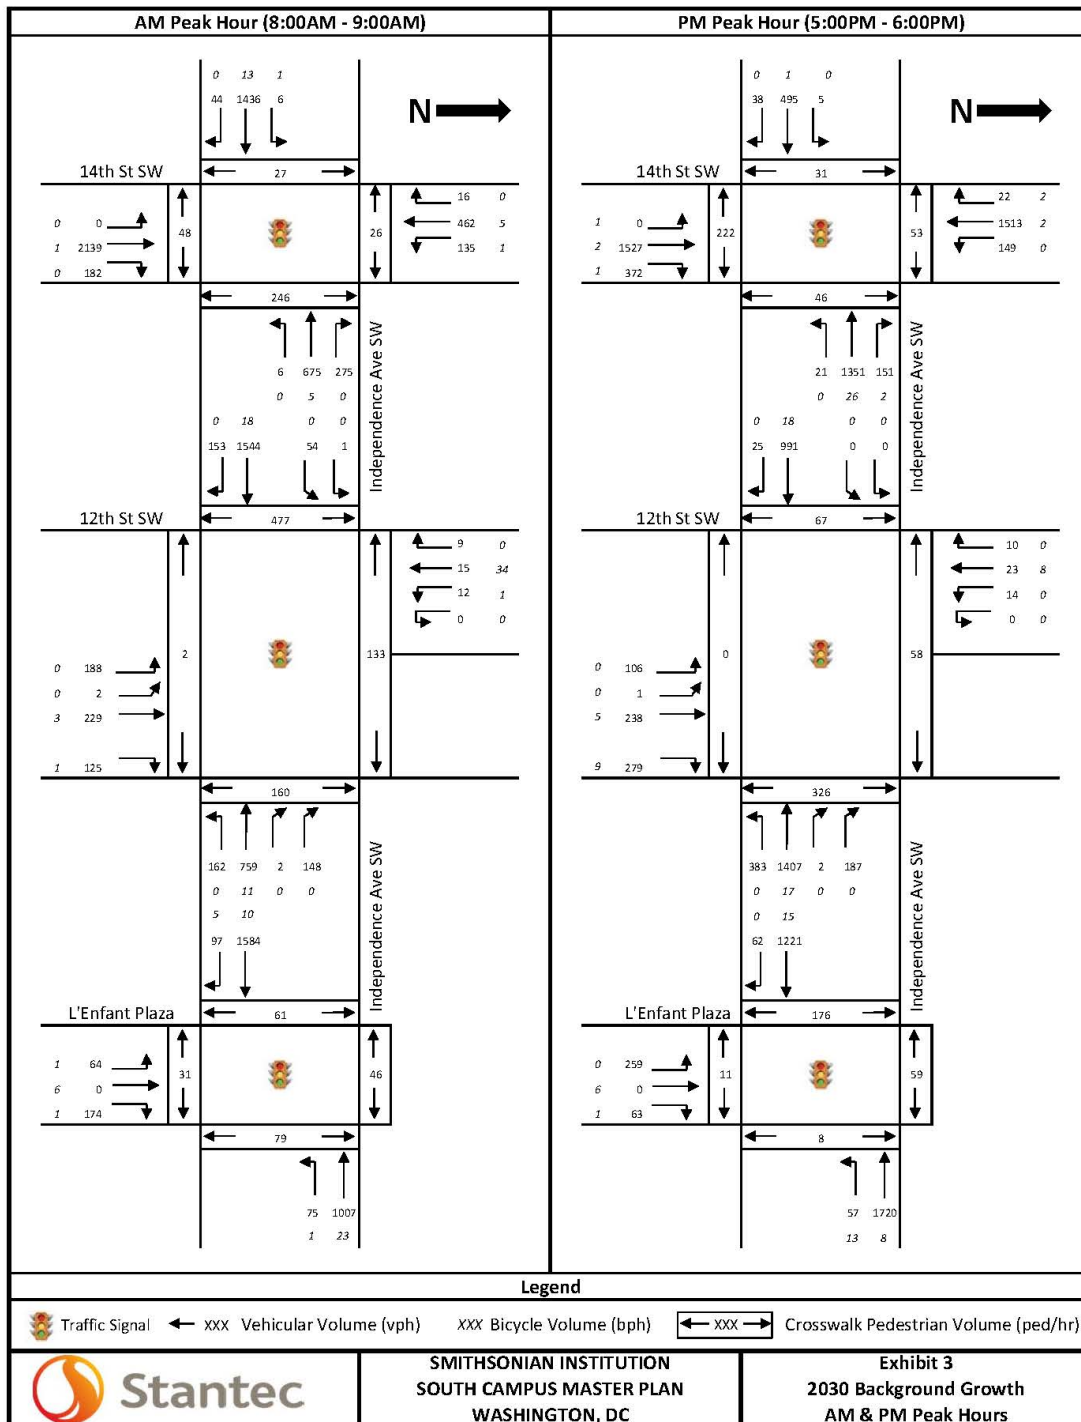 AM Peak Hour (8:00AM - 9:00AM)
0 13 1
44 1436 6
N
14th St SW
27
0 0
1 2139
0 182
48
26
16 0
462 5
135 1
246
6 675 275
0 5 0
0 18 0 0
153 1544 54 1
Independence Ave SW
12th St SW
477
9 0
15 34
12 1
0 0
2
133
0 188
0 2
3 229
1 125
160
162 759 2 148
0 11 0 0
5 10
97 1584
Independence Ave SW
L'Enfant Plaza
61
1 64
6 0
1 174
31
46
79
75 1007
1 23
PM Peak Hour (5:00PM - 6:00PM)
0 1 0
38 495 5
N
14th St SW
31
1 0
2 1527
1 372
222
53
22 2
1513 2
149 0
46
21 1351 151
0 26 2
0 18 0 0
25 991 0 0
Independence Ave SW
12th St SW
67
10 0
23 8
14 0
0 0
0
58
0 106
0 1
5 238
9 279
326
383 1407 2 187
0 17 0 0
0 15
62 1221
Independence Ave SW
L'Enfant Plaza
176
0 259
6 0
1 63
11
59
8
57 1720
13 8
Legend
Traffic Signal XXX Vehicular Volume (vph) XXX Bicycle Volume (bph) XXX Crosswalk Pedestrian Volume (ped/hr)
Stantec
SMITHSONIAN INSTITUTION
SOUTH CAMPUS MASTER PLAN
WASHINGTON, DC
Exhibit 3
2030 Background Growth
AM & PM Peak Hours